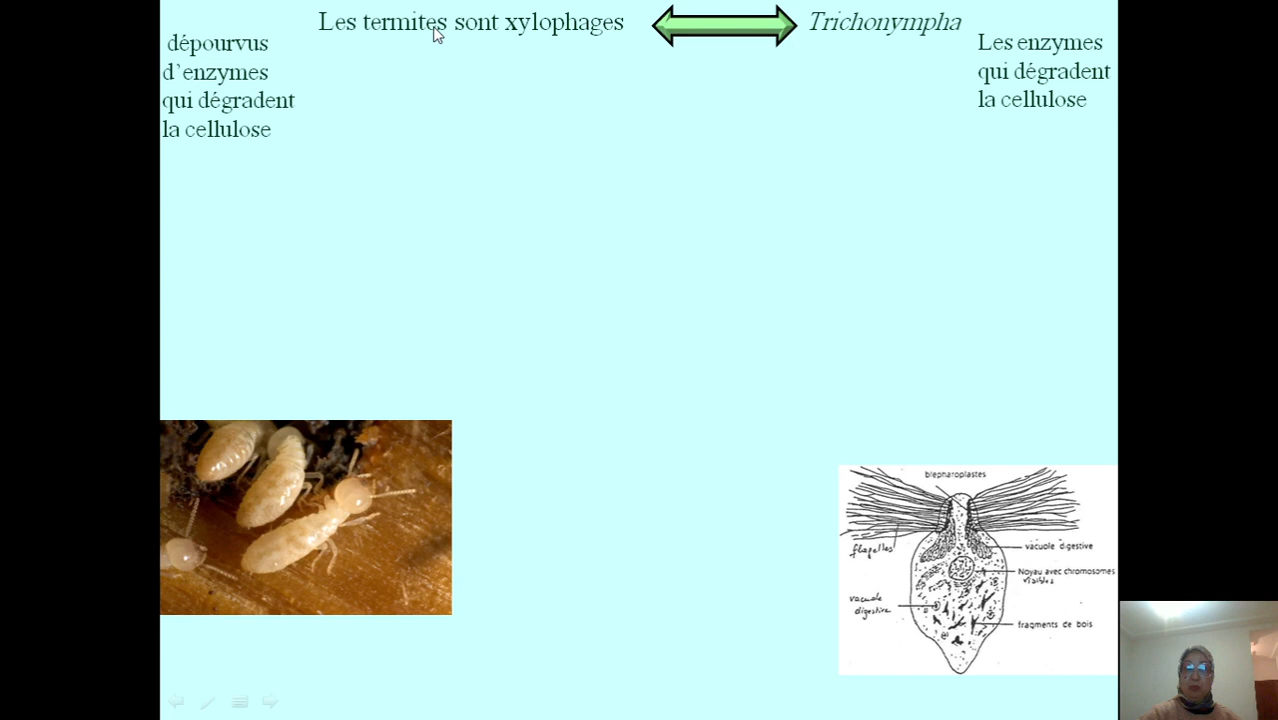 Les termites sont xylophages
Trichonympha
dépourvus
d’enzymes
qui dégradent
la cellulose
Les enzymes
qui dégradent
la cellulose
blepharoplastes
flagelles
vacuole digestive
Noyau avec chromosomes
visibles
vacuole
digestive
fragments de bois